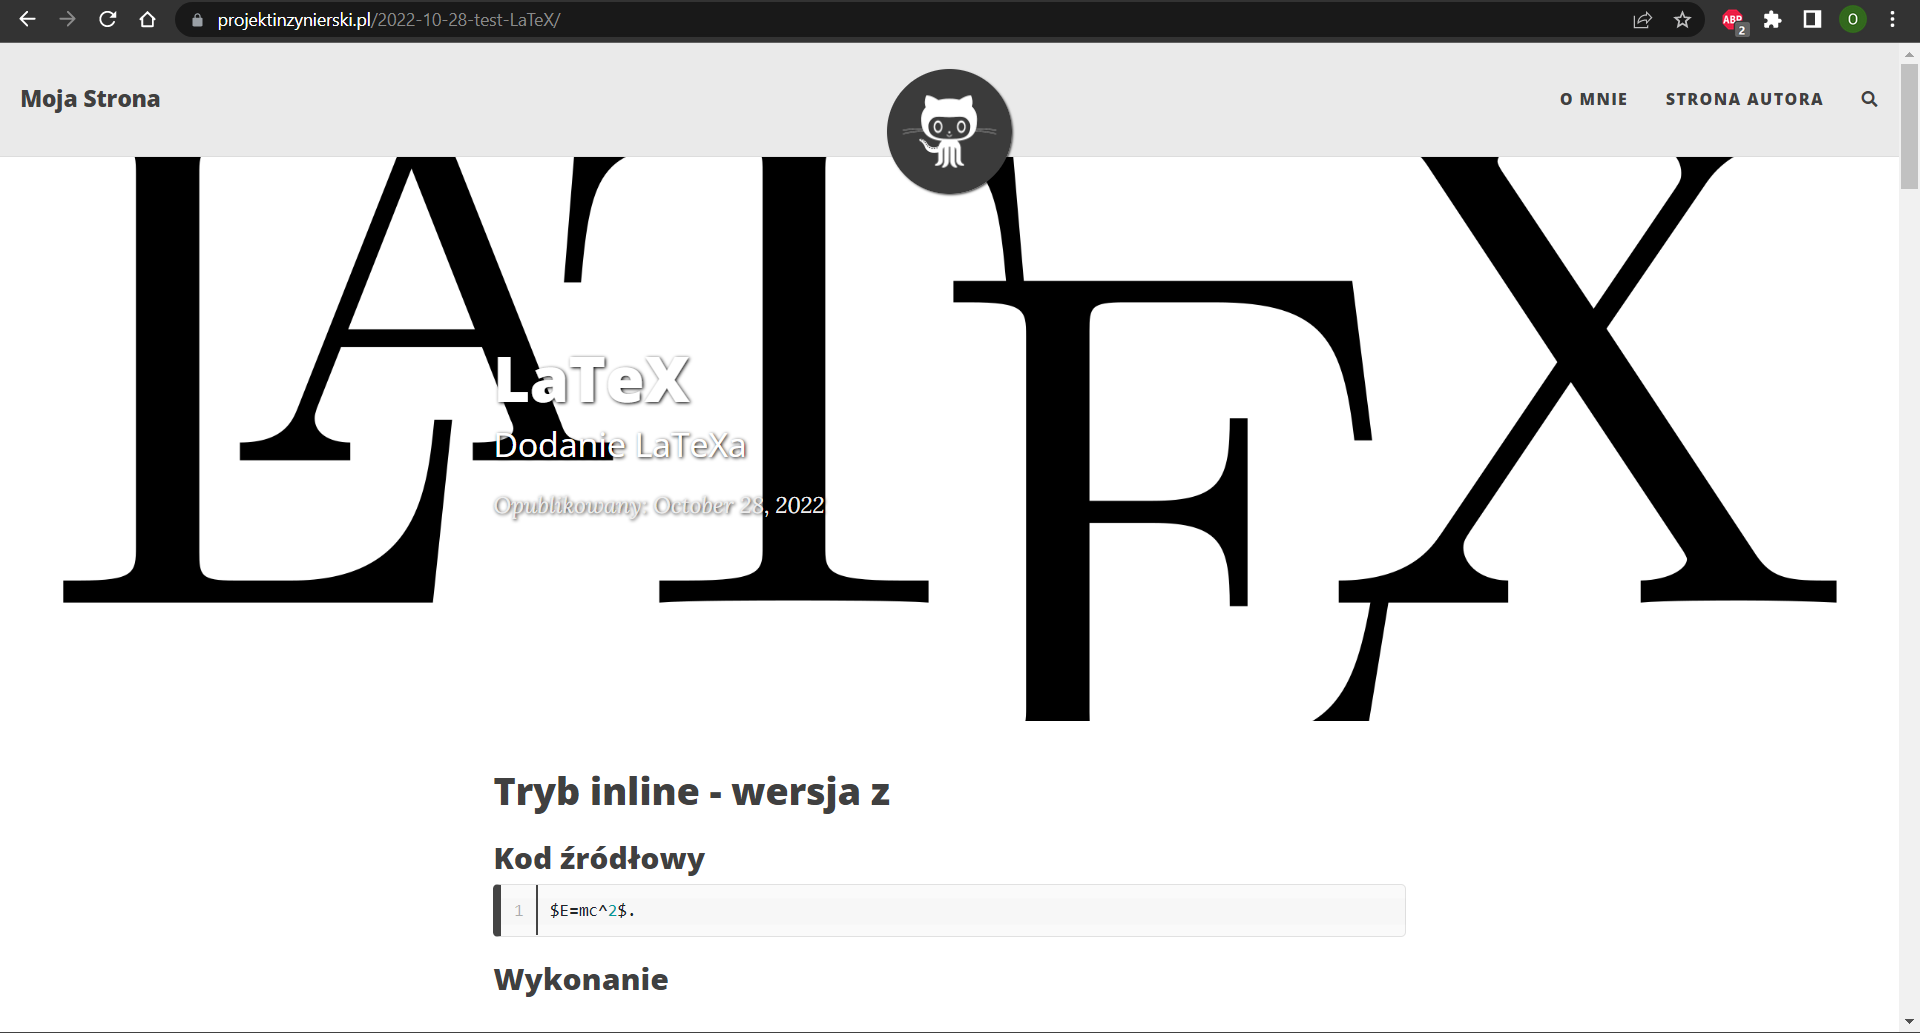 projektinzynierski.pl/2022-10-28-test-LaTeX/
ABP
2
O
Moja Strona
O MNIE
STRONA AUTORA
LATEX
LaTeX
Dodanie LaTeXa
Opublikowany: October 28, 2022
Tryb inline - wersja z
Kod źródłowy
1
$E=mc^2$.
Wykonanie